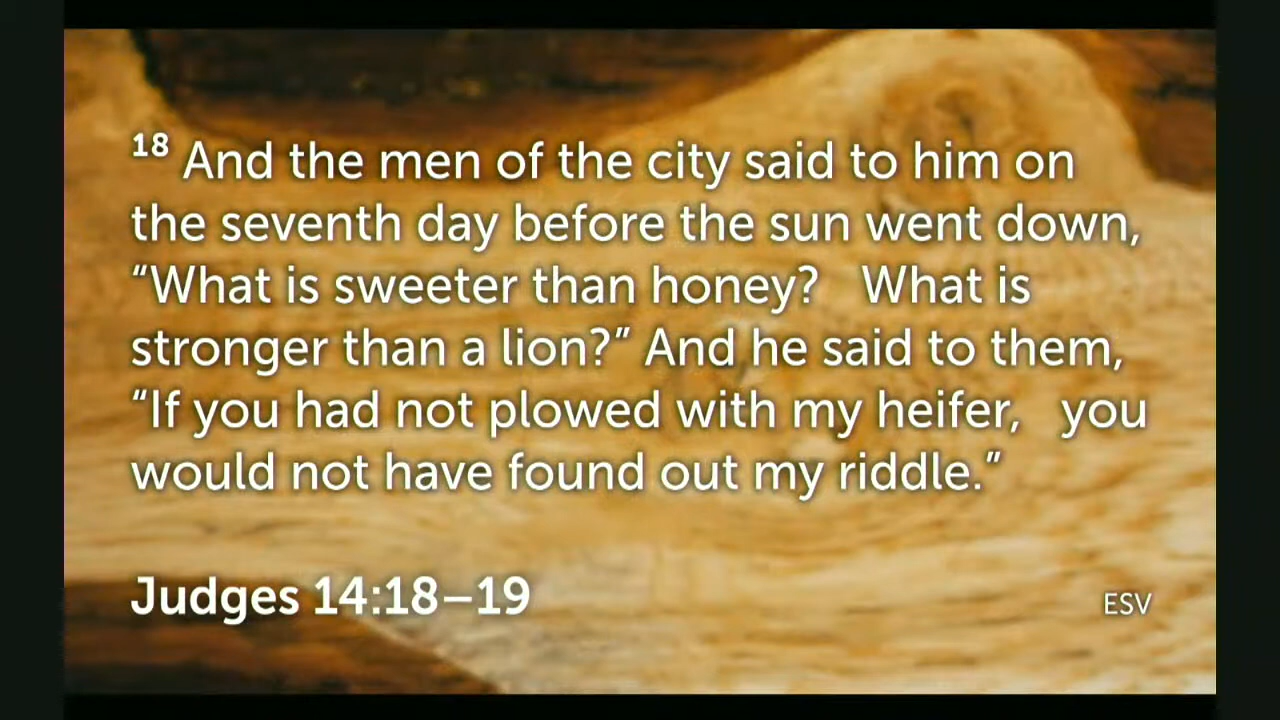 18 And the men of the city said to him on
the seventh day before the sun went down,
“What is sweeter than honey?   What is
stronger than a lion?” And he said to them,
“If you had not plowed with my heifer,   you
would not have found out my riddle.”
Judges 14:18–19
ESV